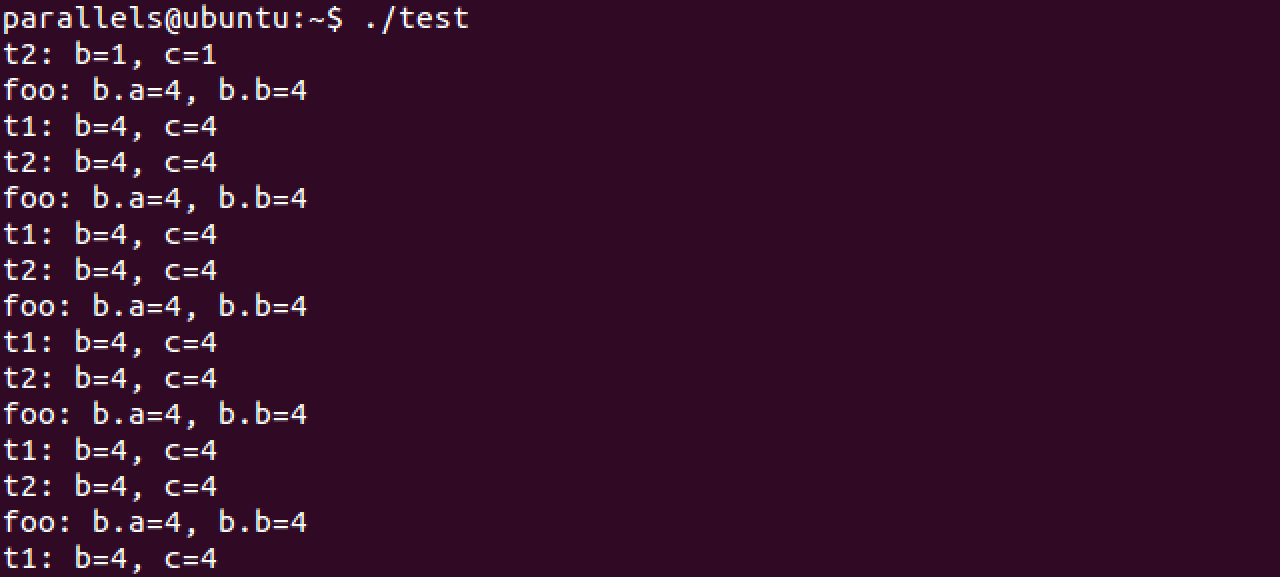 parallels@ubuntu:~$ ./test
t2: b=1, c=1
foo: b.a=4, b.b=4
t1: b=4, c=4
t2: b=4, c=4
foo: b.a=4, b.b=4
t1: b=4, c=4
t2: b=4, c=4
foo: b.a=4, b.b=4
t1: b=4, c=4
t2: b=4, c=4
foo: b.a=4, b.b=4
t1: b=4, c=4
t2: b=4, c=4
foo: b.a=4, b.b=4
t1: b=4, c=4